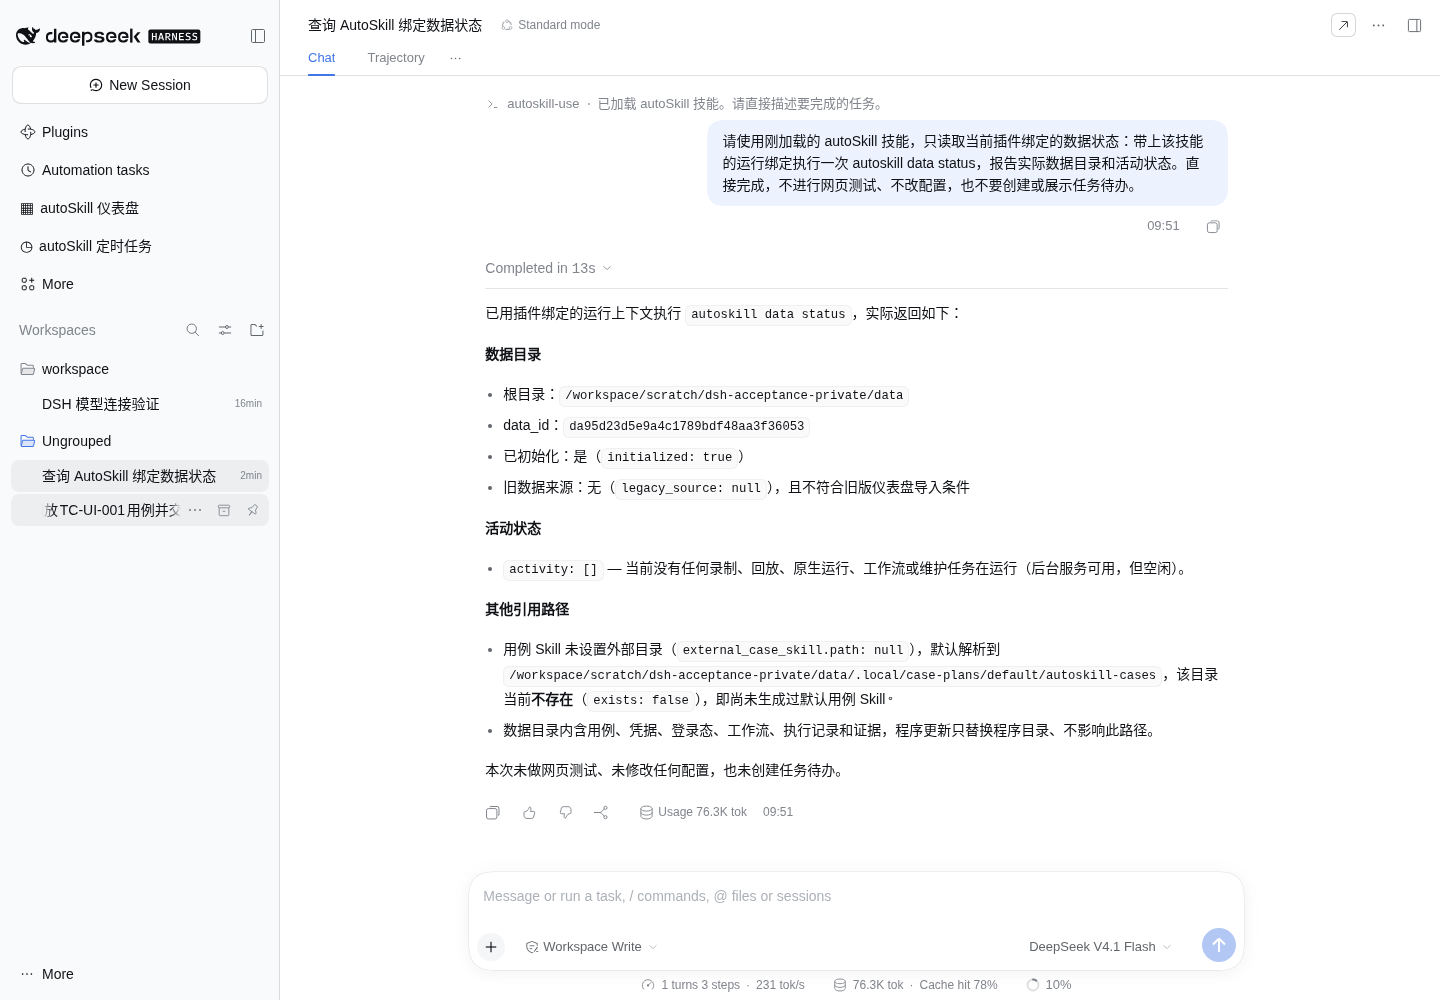 deepseek HARNESS
New Session
Plugins
Automation tasks
autoSkill 仪表盘
autoSkill 定时任务
More
Workspaces
workspace
DSH 模型连接验证 16min
Ungrouped
查询 AutoSkill 绑定数据状态 2min
放 TC-UI-001 用例并交
More
查询 AutoSkill 绑定数据状态 Standard mode
Chat Trajectory
autoskill-use · 已加载 autoSkill 技能。请直接描述要完成的任务。
请使用刚加载的 autoSkill 技能，只读取当前插件绑定的数据状态：带上该技能
的运行绑定执行一次 autoskill data status，报告实际数据目录和活动状态。直
接完成，不进行网页测试、不改配置，也不要创建或展示任务待办。
09:51
Completed in 13s
已用插件绑定的运行上下文执行 autoskill data status，实际返回如下：
数据目录
• 根目录：/workspace/scratch/dsh-acceptance-private/data
• data_id：da95d23d5e9a4c1789bdf48aa3f36053
• 已初始化：是（initialized: true）
• 旧数据来源：无（legacy_source: null），且不符合旧版仪表盘导入条件
活动状态
• activity: [] — 当前没有任何录制、回放、原生运行、工作流或维护任务在运行（后台服务可用，但空闲）。
其他引用路径
• 用例 Skill 未设置外部目录（external_case_skill.path: null），默认解析到
/workspace/scratch/dsh-acceptance-private/data/.local/case-plans/default/autoskill-cases，该目录
当前不存在（exists: false），即尚未生成过默认用例 Skill。
• 数据目录内含用例、凭据、登录态、工作流、执行记录和证据，程序更新只替换程序目录、不影响此路径。
本次未做网页测试、未修改任何配置，也未创建任务待办。
Usage 76.3K tok 09:51
Message or run a task, / commands, @ files or sessions
Workspace Write DeepSeek V4.1 Flash
1 turns 3 steps · 231 tok/s 76.3K tok · Cache hit 78% 10%